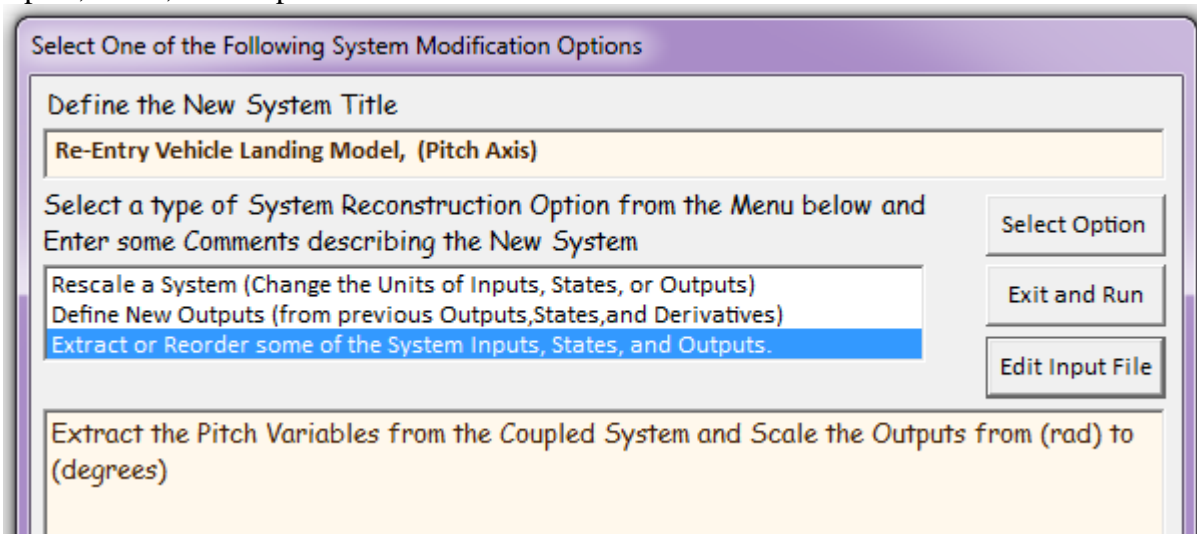 Select One of the Following System Modification Options
Define the New System Title
Re-Entry Vehicle Landing Model, (Pitch Axis)
Select a type of System Reconstruction Option from the Menu below and
Enter some Comments describing the New System
Select Option
Rescale a System (Change the Units of Inputs, States, or Outputs)
Define New Outputs (from previous Outputs,States,and Derivatives)
Extract or Reorder some of the System Inputs, States, and Outputs.
Exit and Run
Edit Input File
Extract the Pitch Variables from the Coupled System and Scale the Outputs from (rad) to
(degrees)